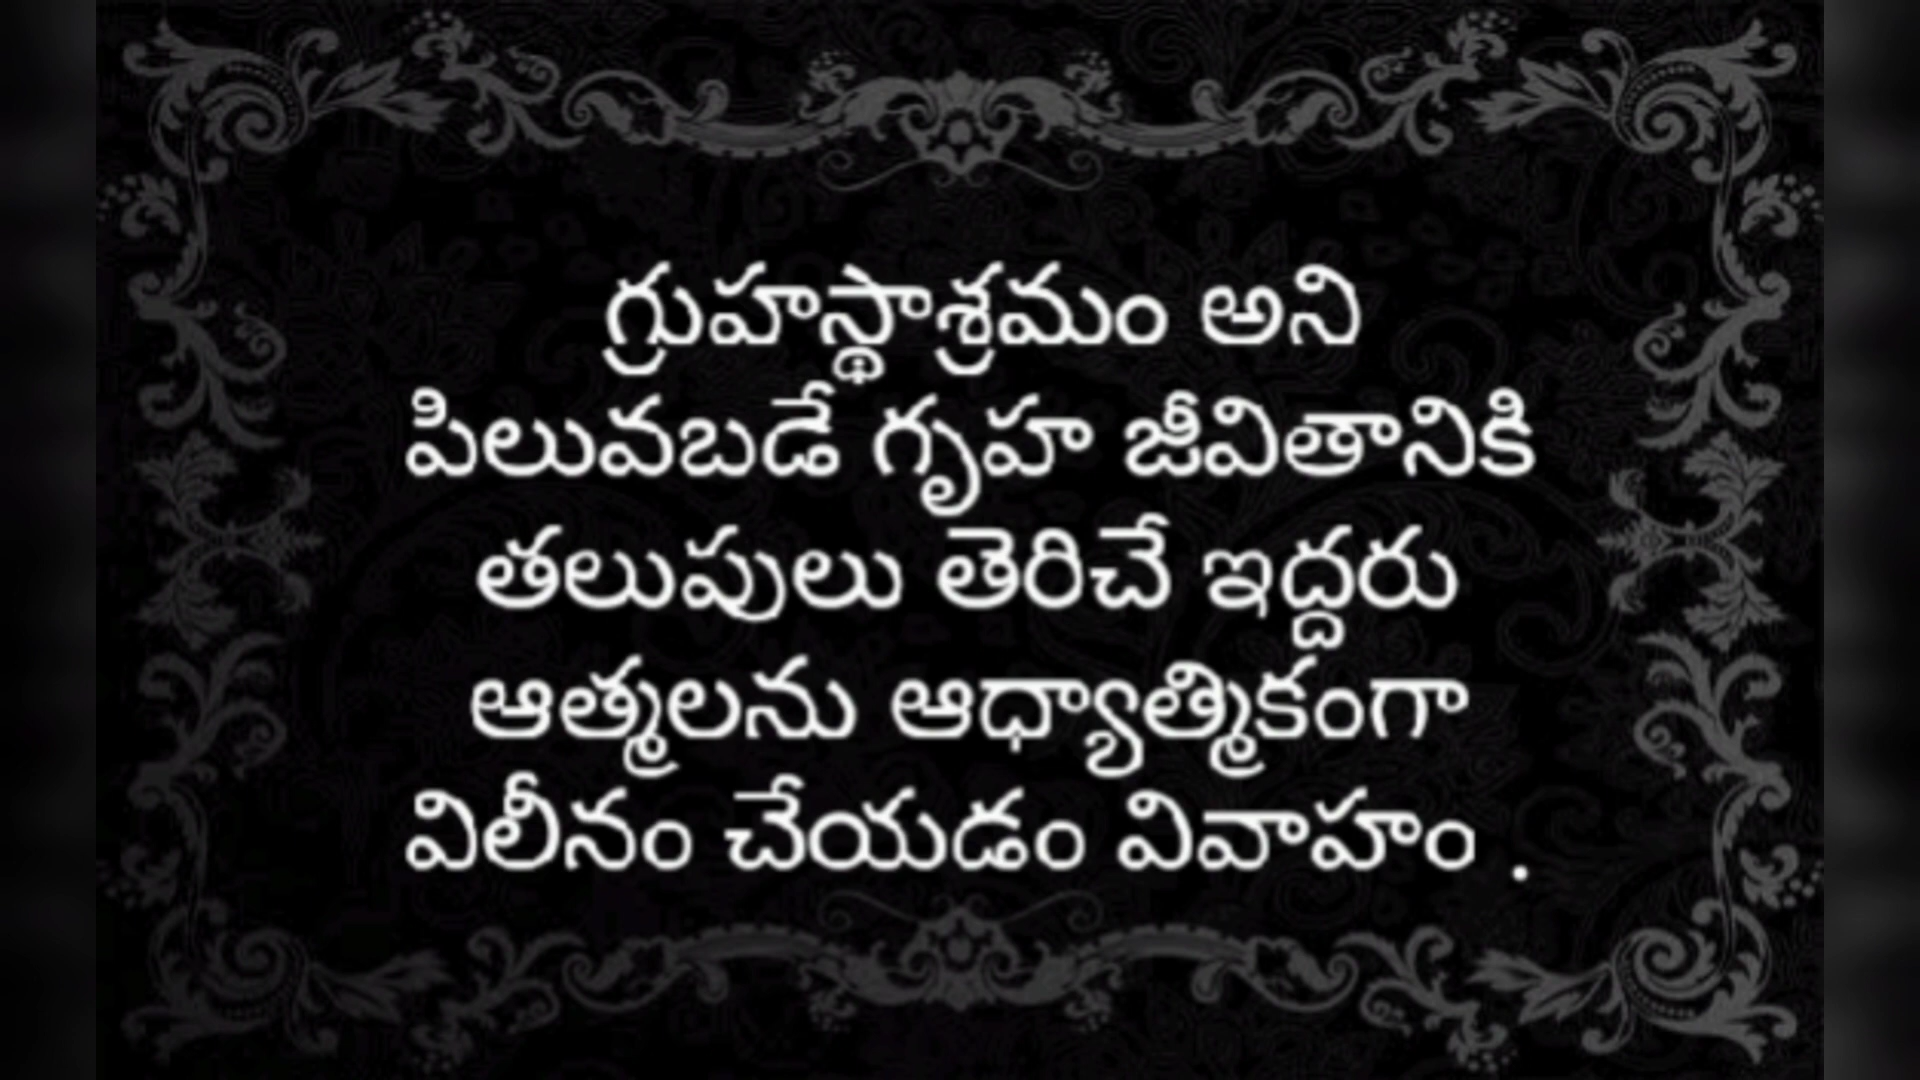 గ్రుహస్థాశ్రమం అని
పిలువబడే గృహ జీవితానికి
తలుపులు తెరిచే ఇద్దరు
ఆత్మలను ఆధ్యాత్మికంగా
విలీనం చేయడం వివాహం .